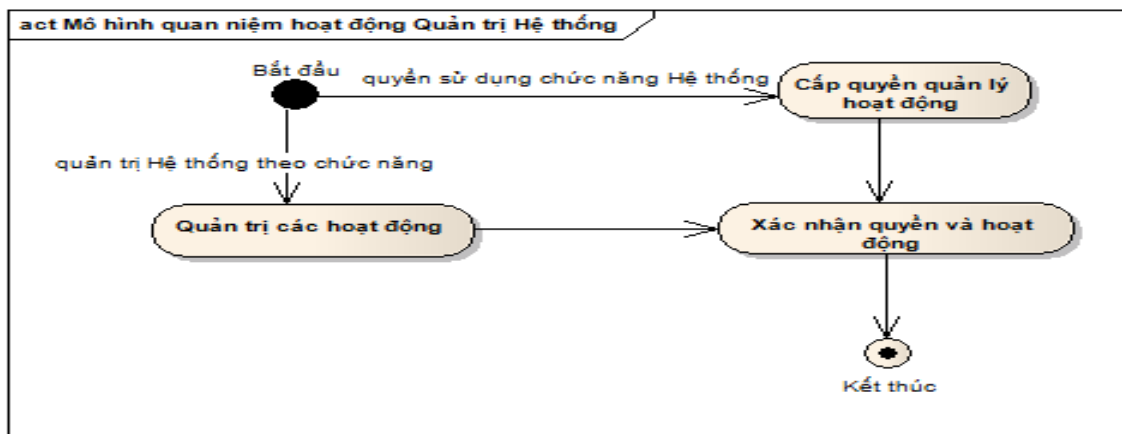 act Mô hình quan niệm hoạt động Quản trị Hệ thống
Bắt đầu
quyền sử dụng chức năng Hệ thống
Cấp quyền quản lý
hoạt động
quản trị Hệ thống theo chức năng
Quản trị các hoạt động
Xác nhận quyền và hoạt
động
Kết thúc